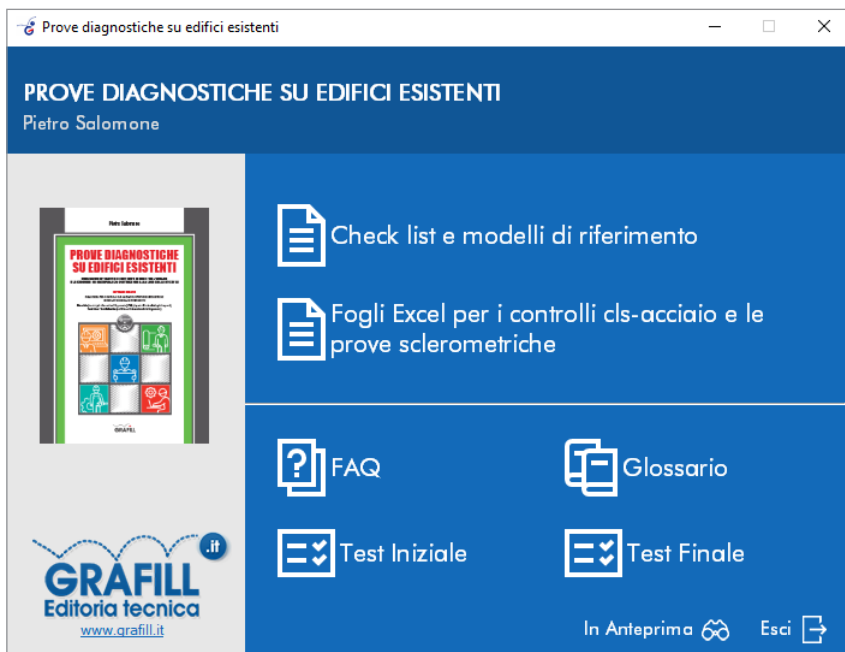 Prove diagnostiche su edifici esistenti
PROVE DIAGNOSTICHE SU EDIFICI ESISTENTI
Pietro Salomone
Pietro Salomone
PROVE DIAGNOSTICHE
SU EDIFICI ESISTENTI
GRAFILL
Check list e modelli di riferimento
Fogli Excel per i controlli cls-acciaio e le
prove sclerometriche
FAQ
Glossario
Test Iniziale
Test Finale
.it
GRAFILL
Editoria tecnica
www.grafill.it
In Anteprima
Esci